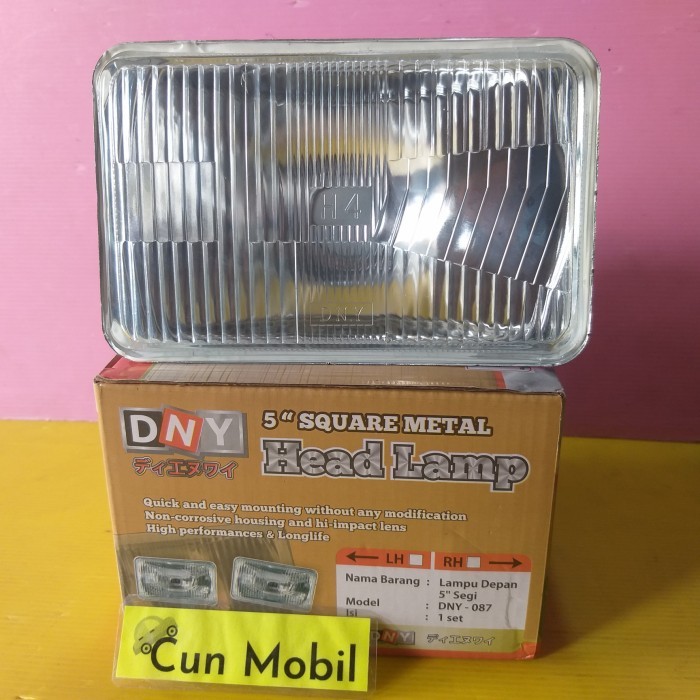 H4
DNY
DNY
ディエヌワイ
5" SQUARE METAL
Head Lamp
Quick and easy mounting without any modification
Non-corrosive housing and hi-impact lens
High performances & Longlife
LH RH
Nama Barang : Lampu Depan
5" Segi
Model : DNY - 087
Isi : 1 set
DNY ディエヌワイ
Cun Mobil